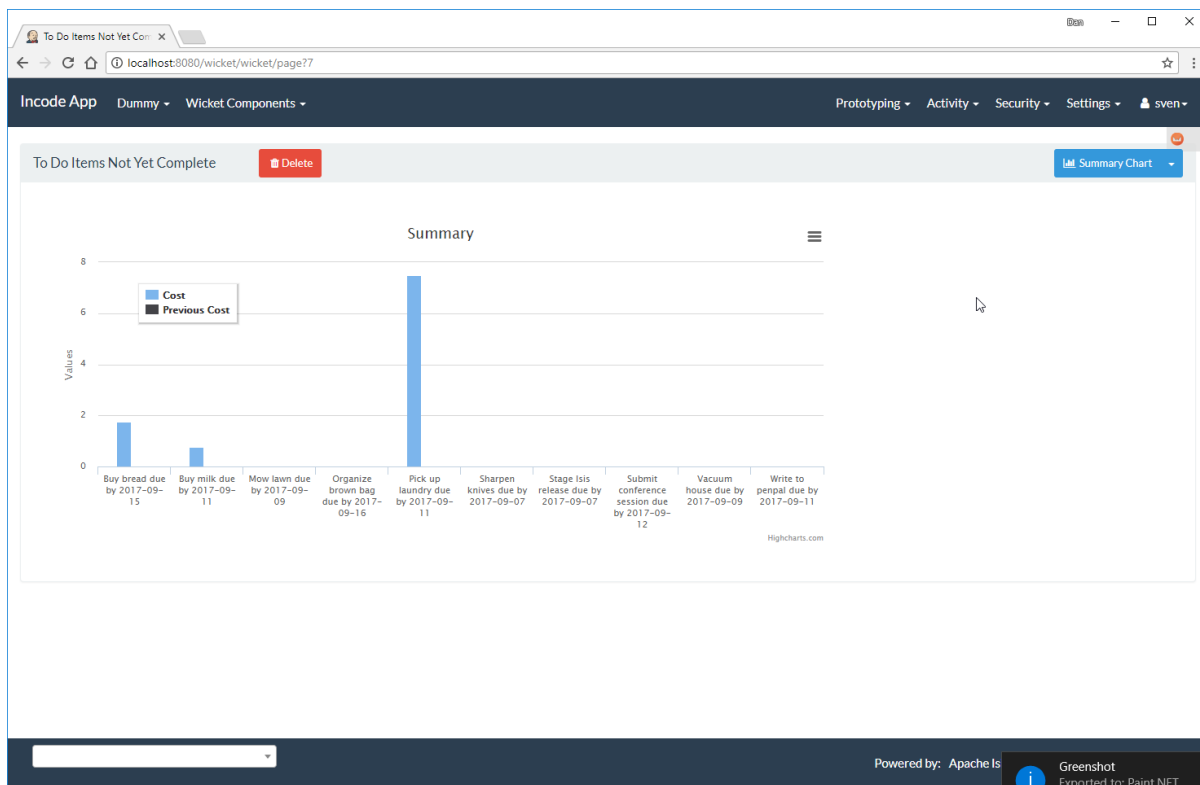 Dan
To Do Items Not Yet Com
localhost:8080/wicket/wicket/page?7
Incode App Dummy Wicket Components Prototyping Activity Security Settings sven
To Do Items Not Yet Complete Delete Summary Chart
Summary
8
Cost
Previous Cost
6
Values
4
2
0
Buy bread due by 2017-09-15
Buy milk due by 2017-09-11
Mow lawn due by 2017-09-09
Organize brown bag due by 2017-09-16
Pick up laundry due by 2017-09-11
Sharpen knives due by 2017-09-07
Stage Isis release due by 2017-09-07
Submit conference session due by 2017-09-12
Vacuum house due by 2017-09-09
Write to penpal due by 2017-09-11
Highcharts.com
Powered by: Apache Is
Greenshot
Exported to: Paint.NET